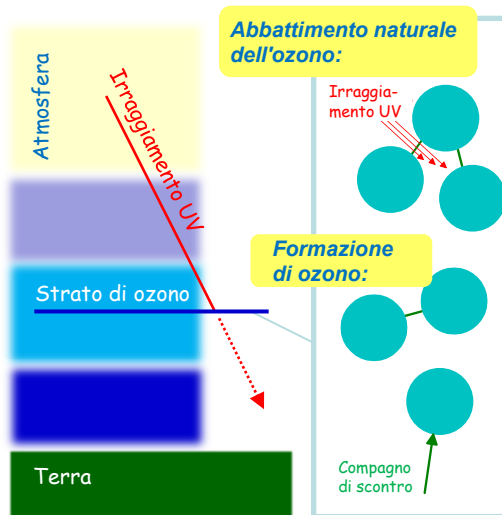 Abbattimento naturale
dell'ozono:
Atmosfera
Irraggiamento UV
Irraggia-
mento UV
Formazione
di ozono:
Strato di ozono
Terra
Compagno
di scontro